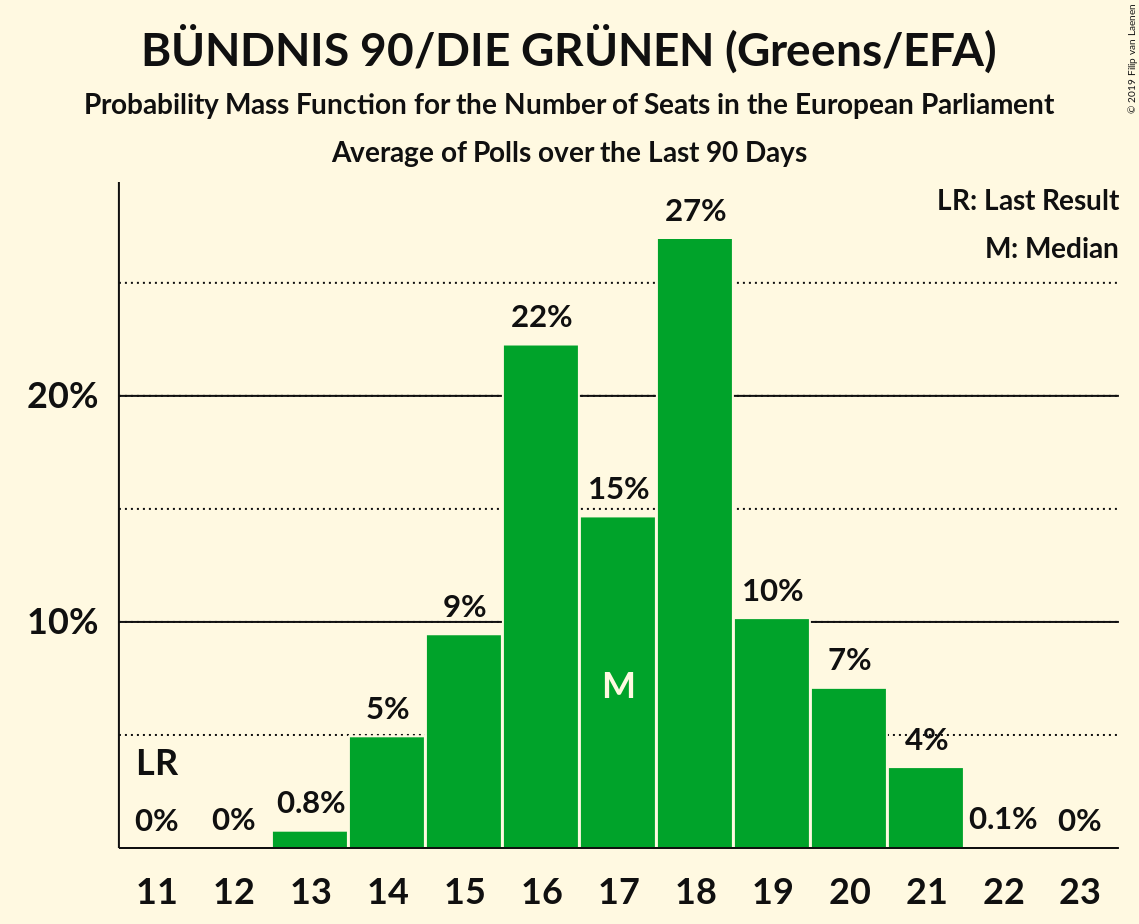 BÜNDNIS 90/DIE GRÜNEN (Greens/EFA)
Probability Mass Function for the Number of Seats in the European Parliament
Average of Polls over the Last 90 Days
© 2019 Filip van Laenen
LR: Last Result
M: Median
27%
22%
20%
15%
10%
10%
9%
7%
M
5%
4%
LR
0.8%
0%
0%
0.1%
0%
11 12 13 14 15 16 17 18 19 20 21 22 23